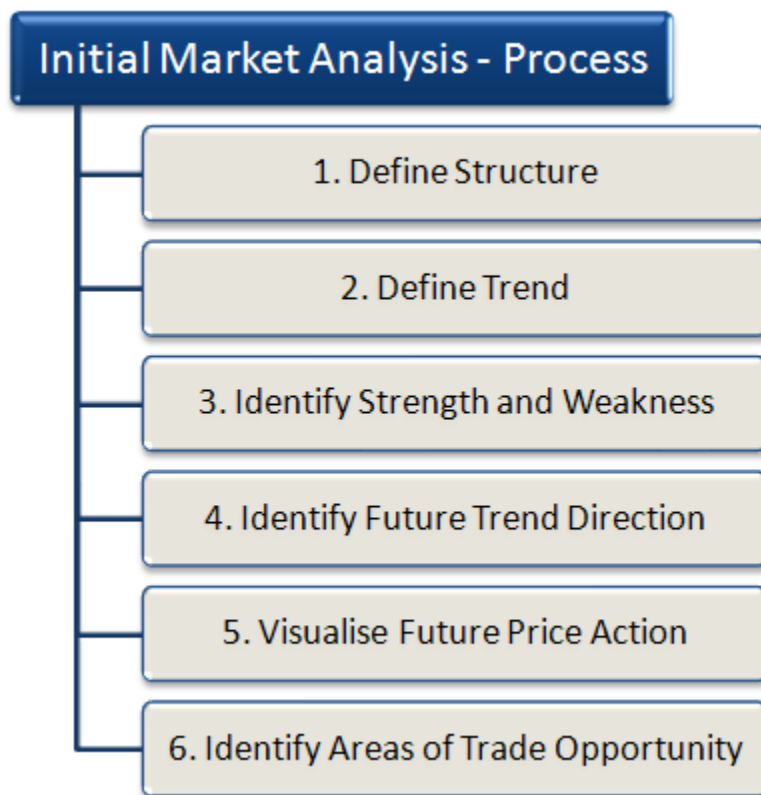 Initial Market Analysis - Process
1. Define Structure
2. Define Trend
3. Identify Strength and Weakness
4. Identify Future Trend Direction
5. Visualise Future Price Action
6. Identify Areas of Trade Opportunity